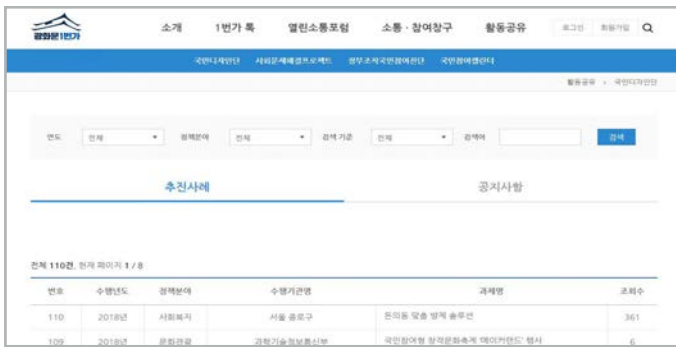 광화문1번가
소개 1번가 톡 열린소통포럼 소통·참여창구 활동공유 로그인 회원가입
국민디자인단 사회문제해결프로젝트 정부조직국민참여진단 국민참여캘린더
활동공유 > 국민디자인단
연도 전체 정책분야 전체 검색 기준 전체 검색어 검색
추진사례 공지사항
전체 110건, 현재 페이지 1 / 8
번호 수행년도 정책분야 수행기관명 과제명 조회수
110 2018년 사회복지 서울 종로구 돈의동 맞춤 방제 솔루션 361
109 2018년 문화관광 과학기술정보통신부 국민참여형 창작문화축제 '메이커랜드' 행사 6